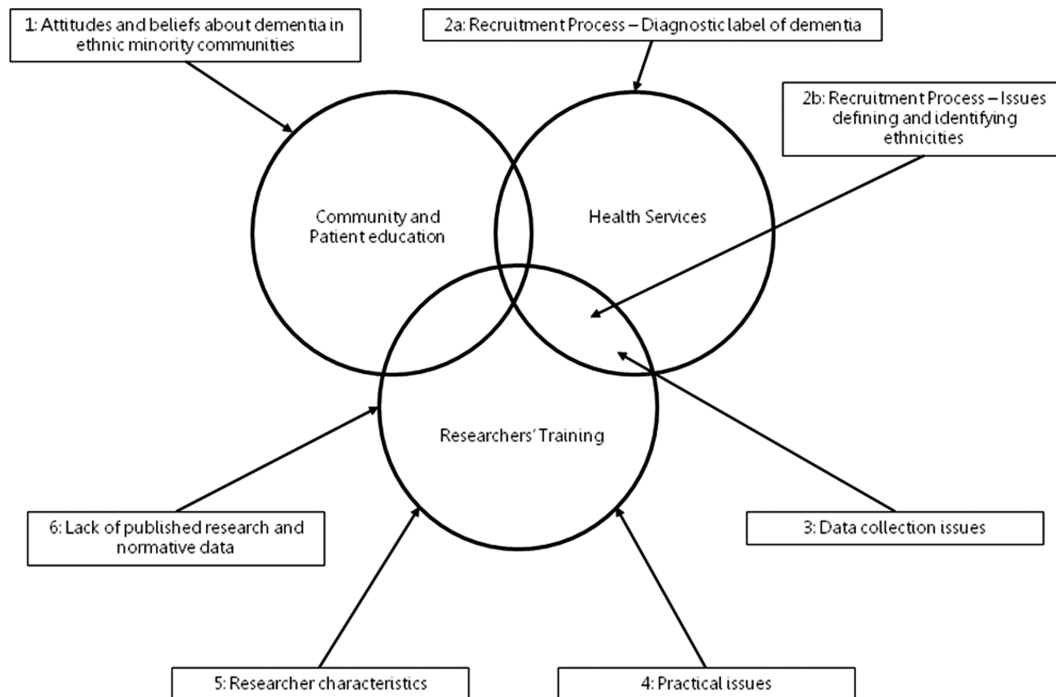 1: Attitudes and beliefs about dementia in
ethnic minority communities
2a: Recruitment Process – Diagnostic label of dementia
2b: Recruitment Process – Issues
defining and identifying
ethnicities
Community and
Patient education
Health Services
Researchers’ Training
6: Lack of published research and
normative data
3: Data collection issues
5: Researcher characteristics
4: Practical issues